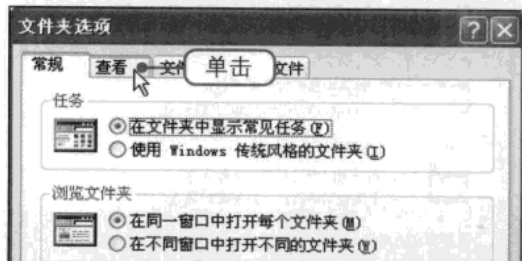 文件夹选项
常规 查看 文件 单击 文件
任务
在文件夹中显示常见任务(F)
使用 Windows 传统风格的文件夹(I)
浏览文件夹
在同一窗口中打开每个文件夹(M)
在不同窗口中打开不同的文件夹(W)